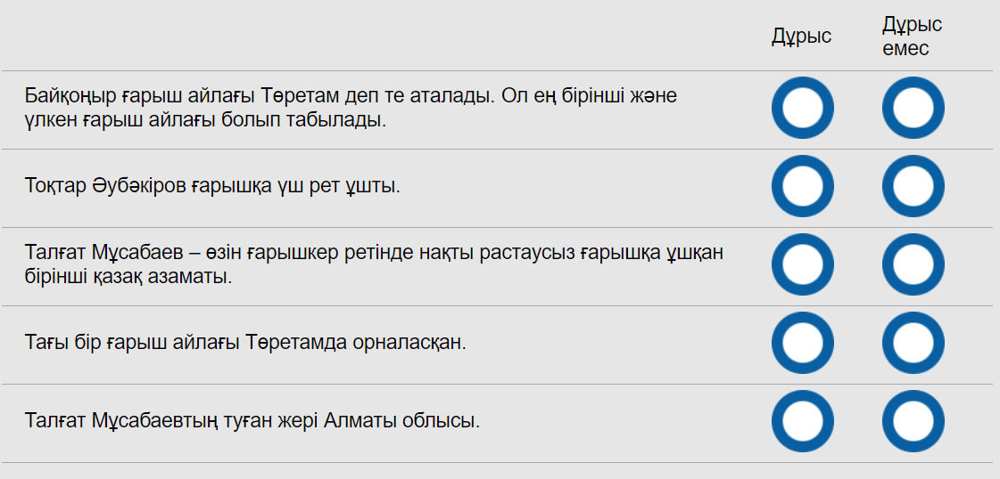 Дұрыс
Дұрыс
емес
Байқоңыр ғарыш айлағы Төретам деп те аталады. Ол ең бірінші және
үлкен ғарыш айлағы болып табылады.
Тоқтар Әубәкіров ғарышқа үш рет ұшты.
Талғат Мұсабаев – өзін ғарышкер ретінде нақты растаусыз ғарышқа ұшқан
бірінші қазақ азаматы.
Тағы бір ғарыш айлағы Төретамда орналасқан.
Талғат Мұсабаевтың туған жері Алматы облысы.